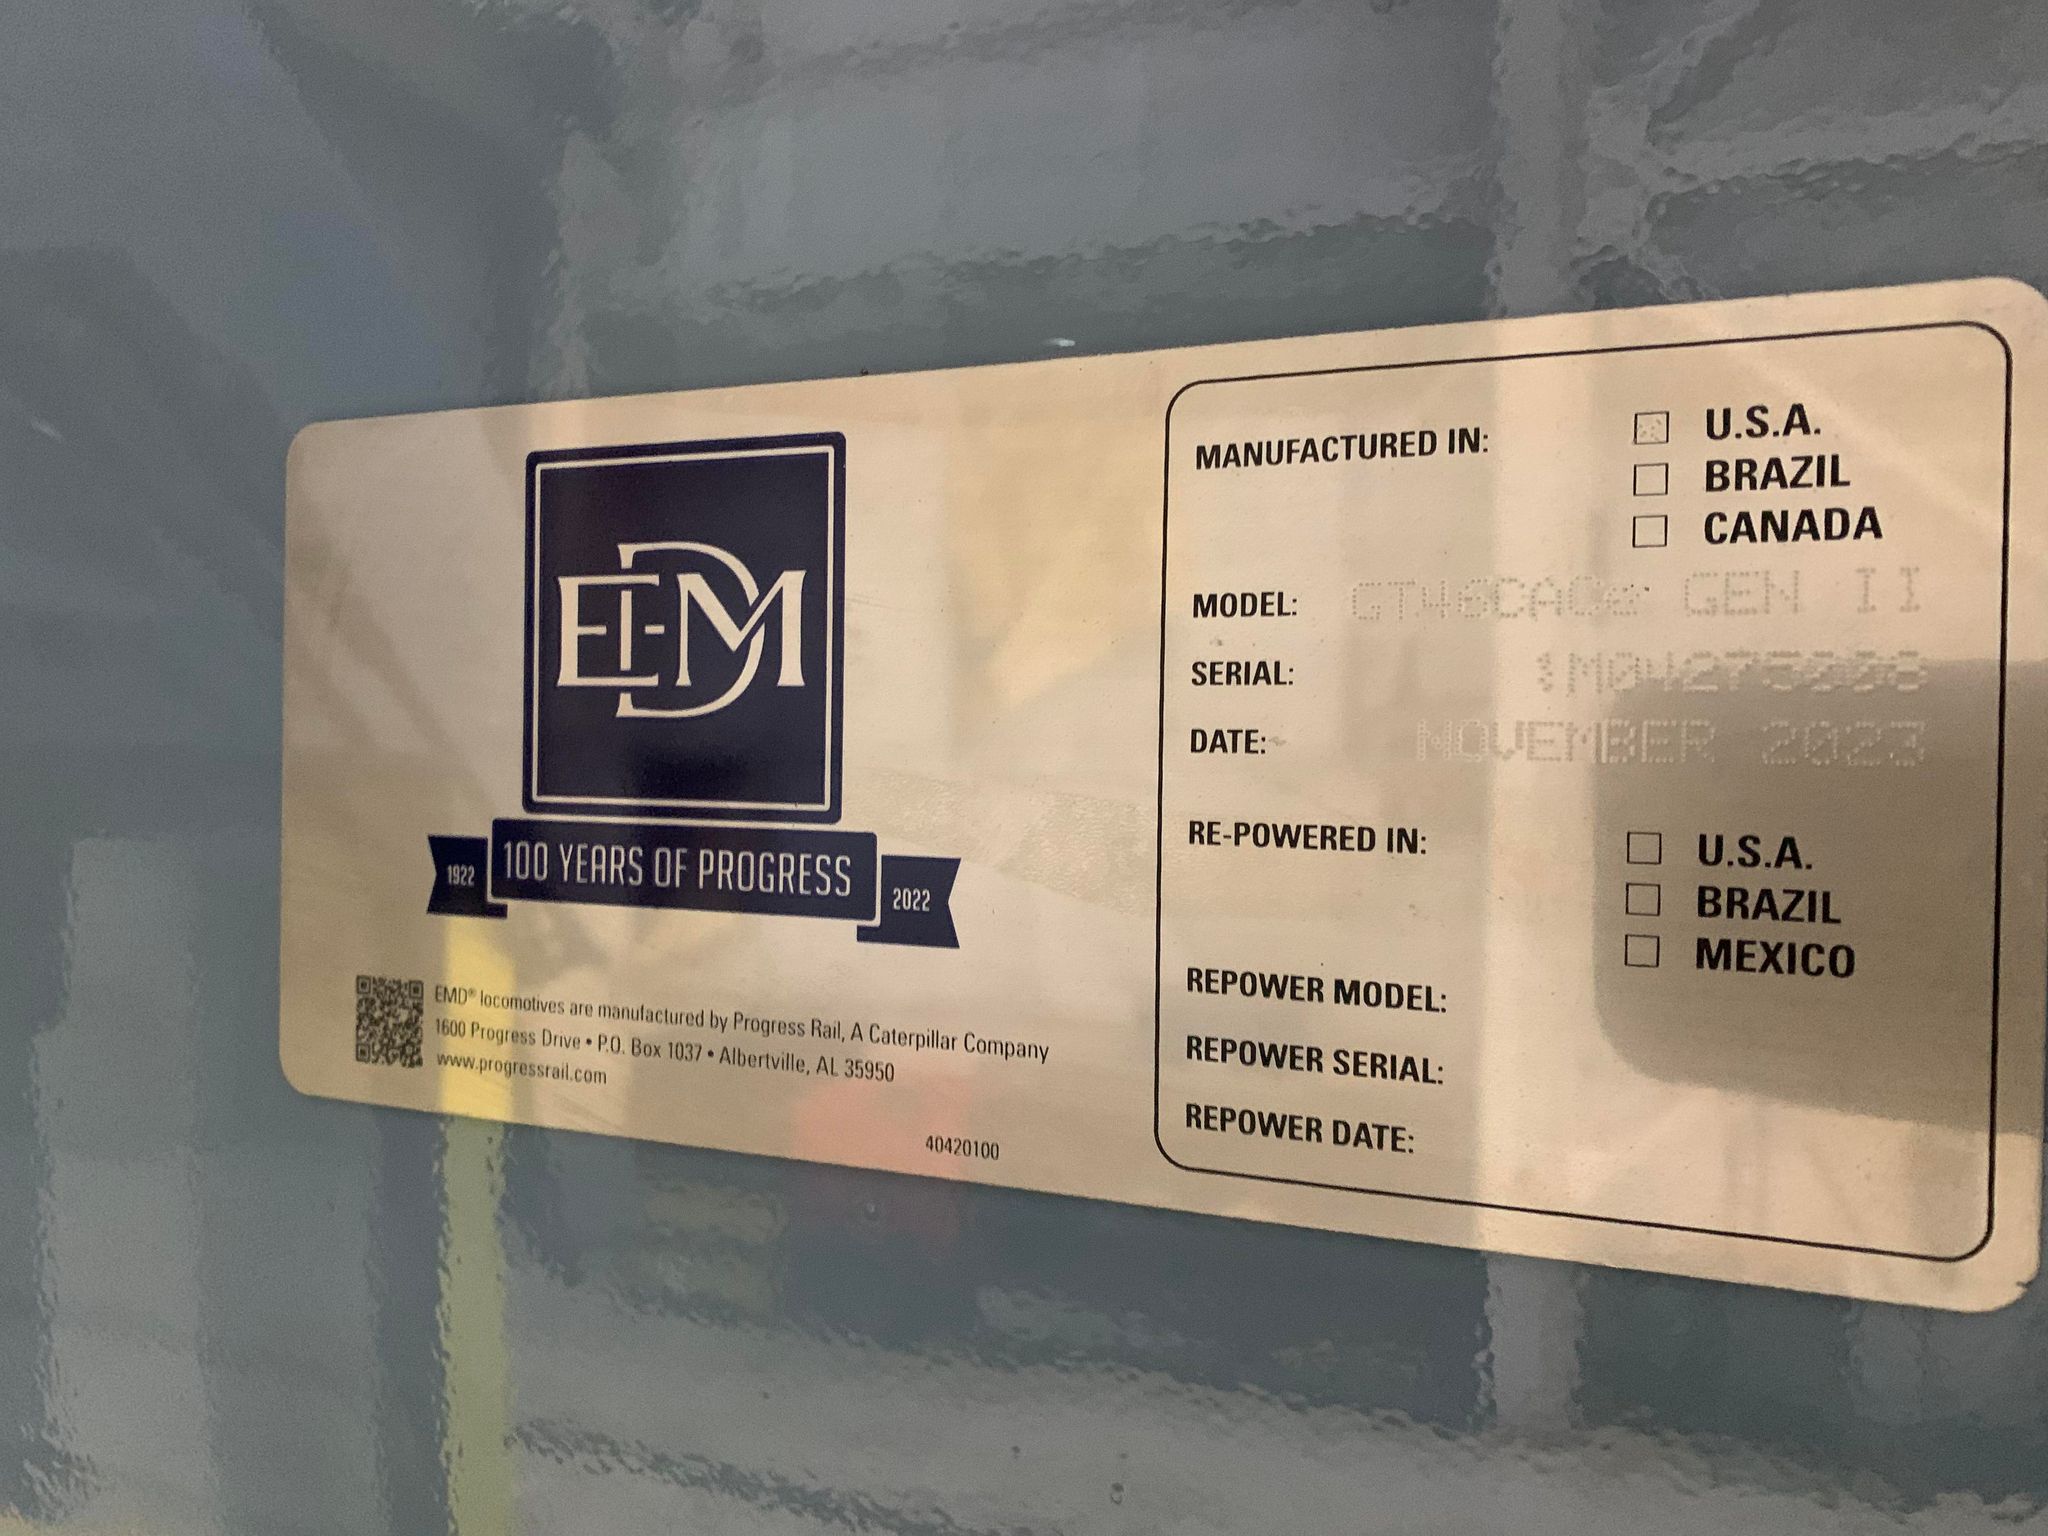 EMD
1922 100 YEARS OF PROGRESS 2022
EMD® locomotives are manufactured by Progress Rail, A Caterpillar Company
1600 Progress Drive • P.O. Box 1037 • Albertville, AL 35950
www.progressrail.com
40420100
MANUFACTURED IN: U.S.A.
BRAZIL
CANADA
MODEL: GT46CACe GEN II
SERIAL:
DATE: NOVEMBER 2023
RE-POWERED IN: U.S.A.
BRAZIL
MEXICO
REPOWER MODEL:
REPOWER SERIAL:
REPOWER DATE: